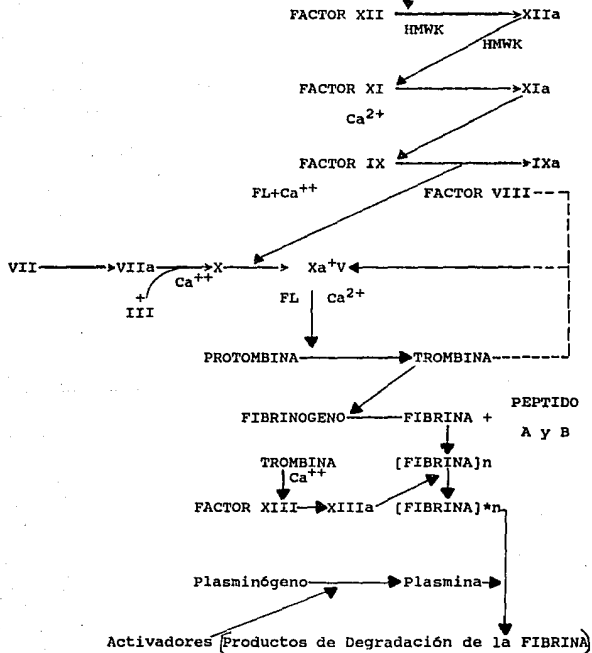 FACTOR XII XIIa
HMWK
HMWK
FACTOR XI XIa
Ca2+
FACTOR IX IXa
FL+Ca++ FACTOR VIII
VII VIIa X Xa+V
Ca++
+
III
FL Ca2+
PROTOMBINA TROMBINA
PEPTIDO
FIBRINOGENO FIBRINA +
A y B
TROMBINA [FIBRINA]n
Ca++
FACTOR XIII XIIIa [FIBRINA]*n
Plasminógeno Plasmina
Activadores [Productos de Degradación de la FIBRINA]